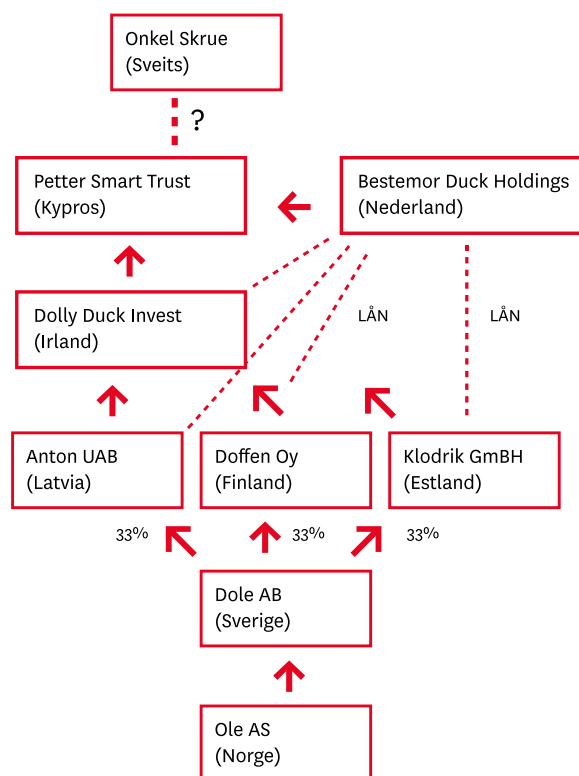 Onkel Skrue
(Sveits)
?
Petter Smart Trust
(Kypros)
Bestemor Duck Holdings
(Nederland)
Dolly Duck Invest
(Irland)
LÅN
LÅN
Anton UAB
(Latvia)
Doffen Oy
(Finland)
Klodrik GmBH
(Estland)
33%
33%
33%
Dole AB
(Sverige)
Ole AS
(Norge)